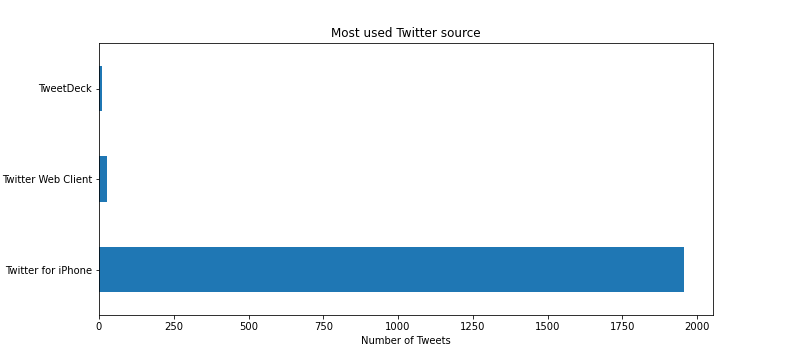 Most used Twitter source
TweetDeck
Twitter Web Client
Twitter for iPhone
0 250 500 750 1000 1250 1500 1750 2000
Number of Tweets